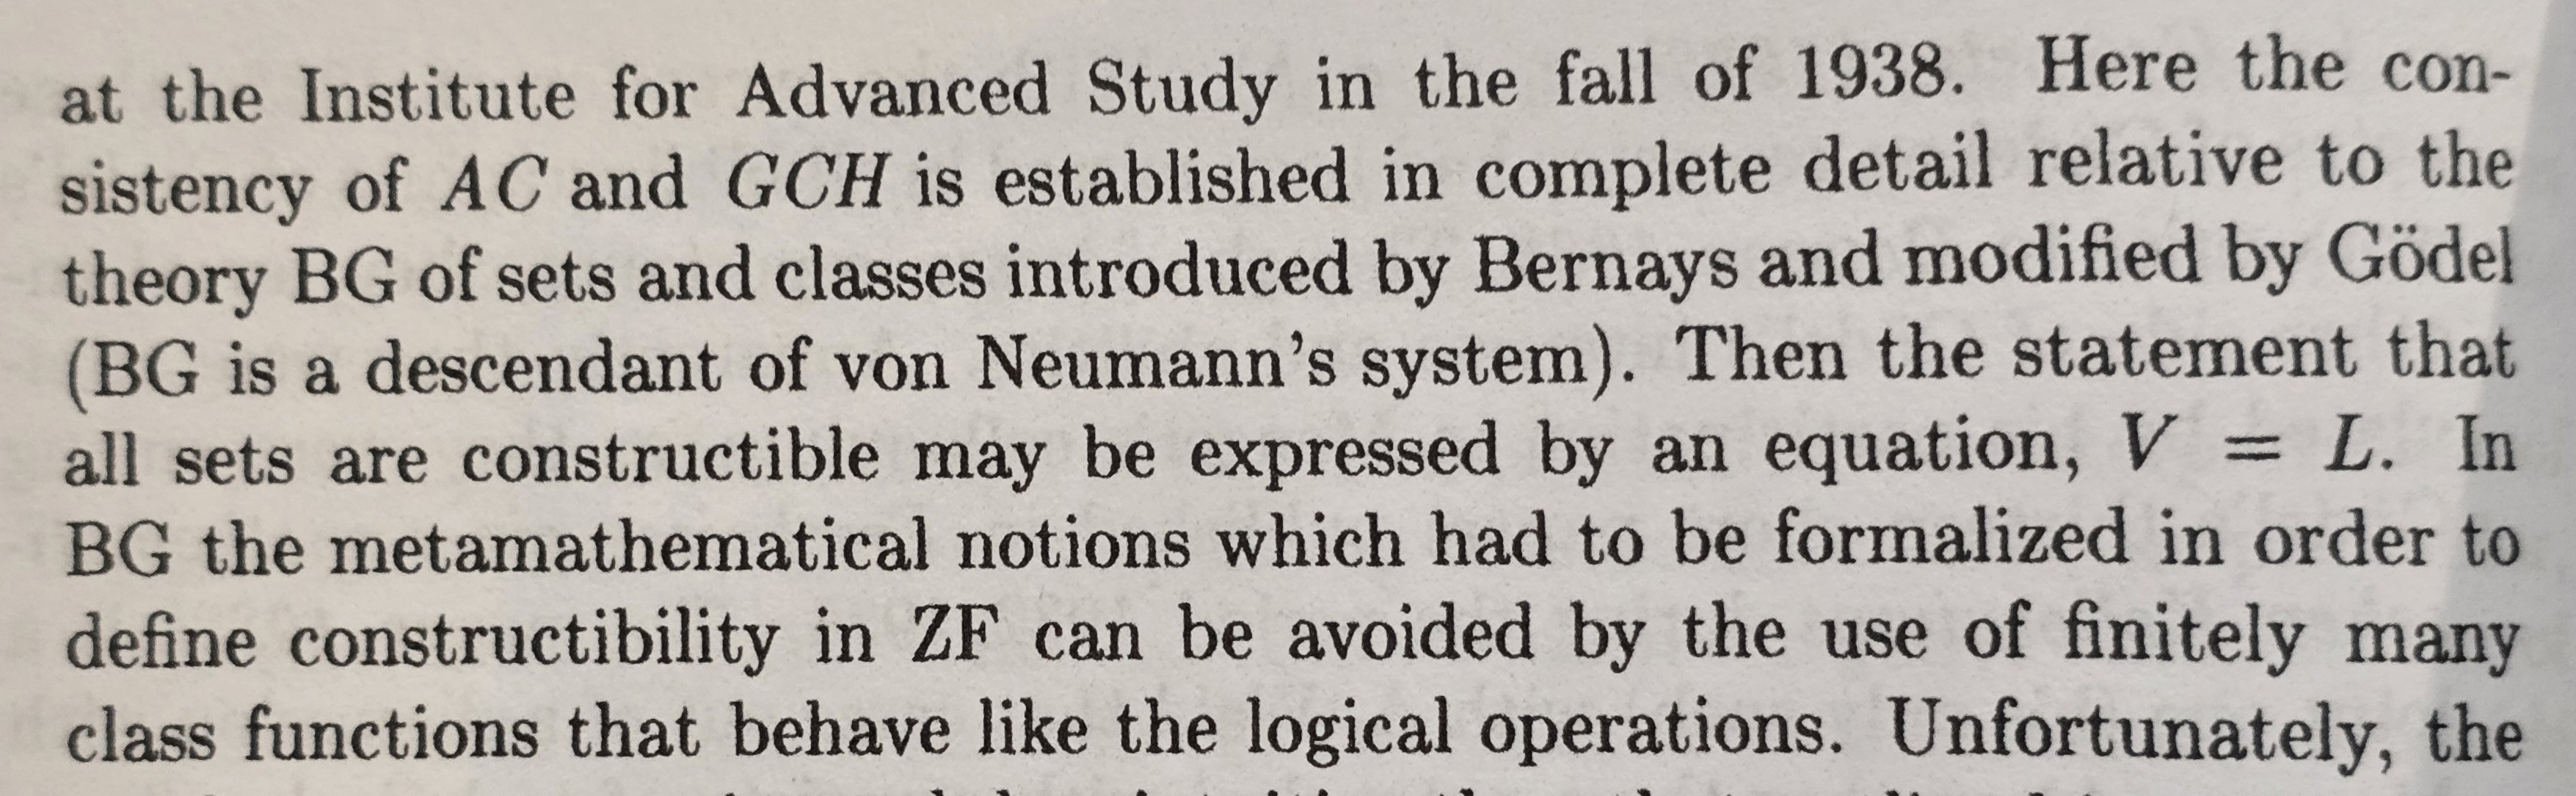 at the Institute for Advanced Study in the fall of 1938. Here the con-
sistency of AC and GCH is established in complete detail relative to the
theory BG of sets and classes introduced by Bernays and modified by Gödel
(BG is a descendant of von Neumann's system). Then the statement that
all sets are constructible may be expressed by an equation, V = L. In
BG the metamathematical notions which had to be formalized in order to
define constructibility in ZF can be avoided by the use of finitely many
class functions that behave like the logical operations. Unfortunately, the